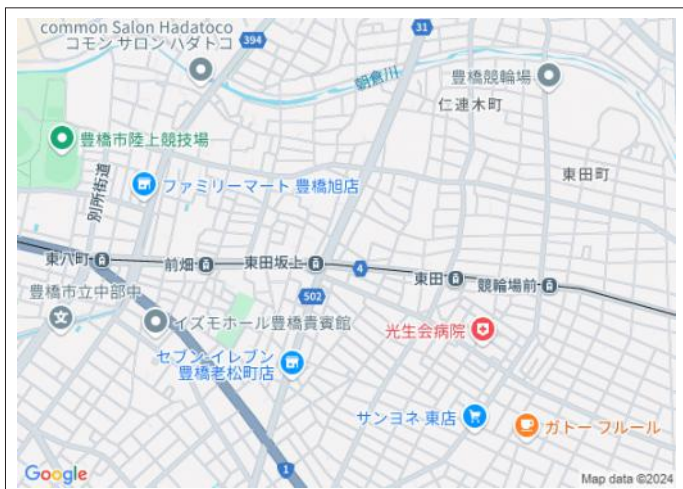 common Salon Hadatoco
コモン サロン ハダトコ
394
31
朝倉川
豊橋競輪場
仁連木町
豊橋市陸上競技場
別所街道
東田町
ファミリーマート 豊橋旭店
東八町
前畑
東田坂上
4
東田
競輪場前
豊橋市立中部中
502
イズモホール豊橋貴賓館
光生会病院
セブン-イレブン
豊橋老松町店
サンヨネ 東店
ガトー フルール
1
Google
Map data ©2024